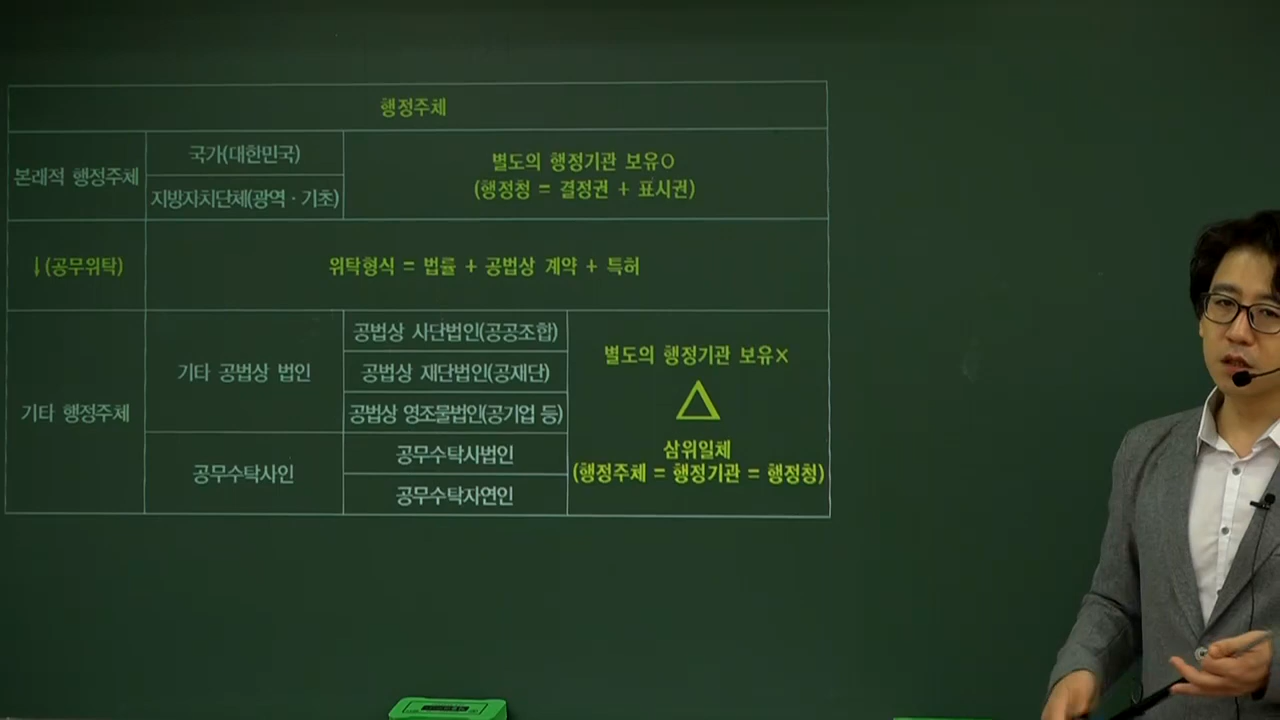 행정주체
본래적 행정주체
국가(대한민국)
지방자치단체(광역·기초)
별도의 행정기관 보유O
(행정청 = 결정권 + 표시권)
↓(공무위탁)
위탁형식 = 법률 + 공법상 계약 + 특허
기타 행정주체
기타 공법상 법인
공법상 사단법인(공공조합)
공법상 재단법인(공재단)
공법상 영조물법인(공기업 등)
공무수탁사인
공무수탁사법인
공무수탁자연인
별도의 행정기관 보유X
△
삼위일체
(행정주체 = 행정기관 = 행정청)